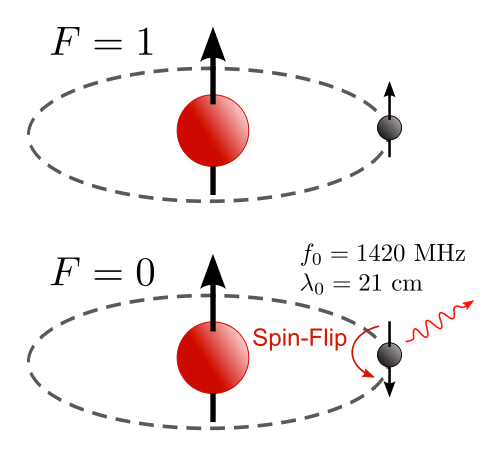 F = 1
f₀ = 1420 MHz
λ₀ = 21 cm
F = 0
Spin-Flip